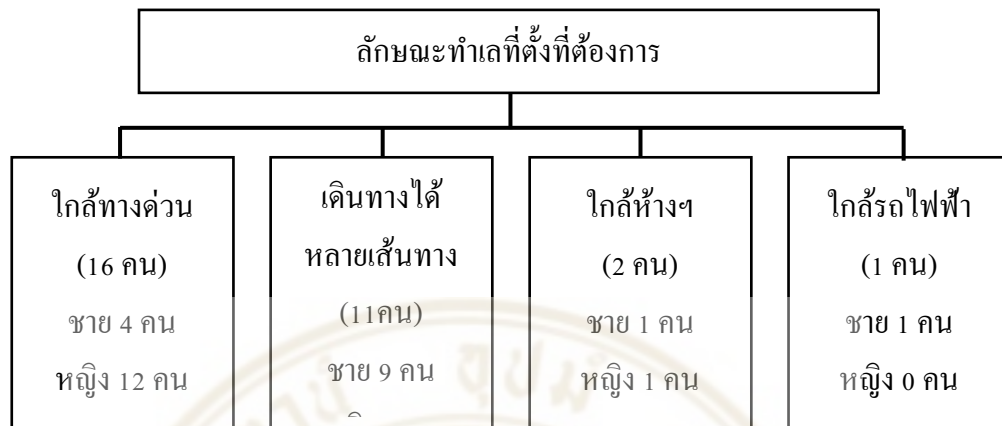 ลักษณะทำเลที่ตั้งที่ต้องการ
ใกล้ทางด่วน
(16 คน)
ชาย 4 คน
หญิง 12 คน
เดินทางได้
หลายเส้นทาง
(11คน)
ชาย 9 คน
ใกล้ห้างฯ
(2 คน)
ชาย 1 คน
หญิง 1 คน
ใกล้รถไฟฟ้า
(1 คน)
ชาย 1 คน
หญิง 0 คน